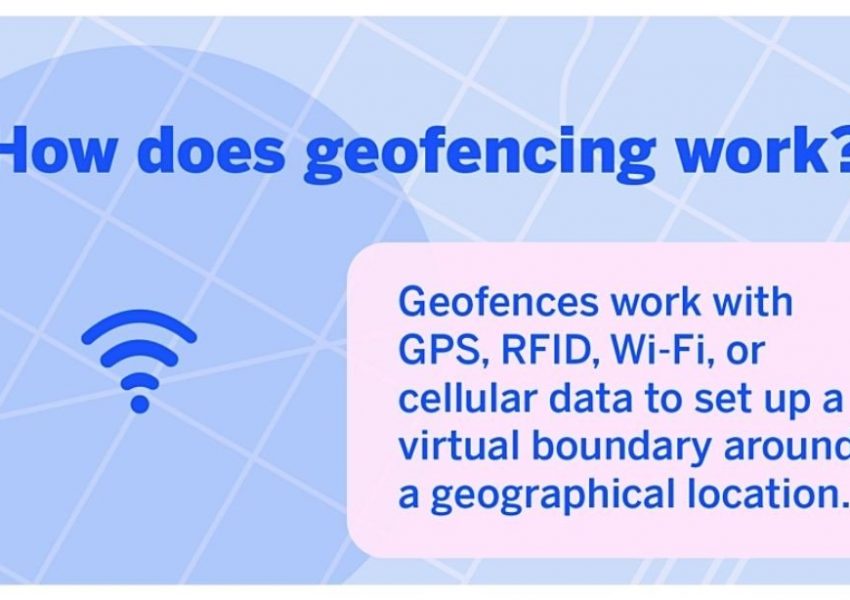 How does geofencing work?
Geofences work with
GPS, RFID, Wi-Fi, or
cellular data to set up a
virtual boundary around
a geographical location.